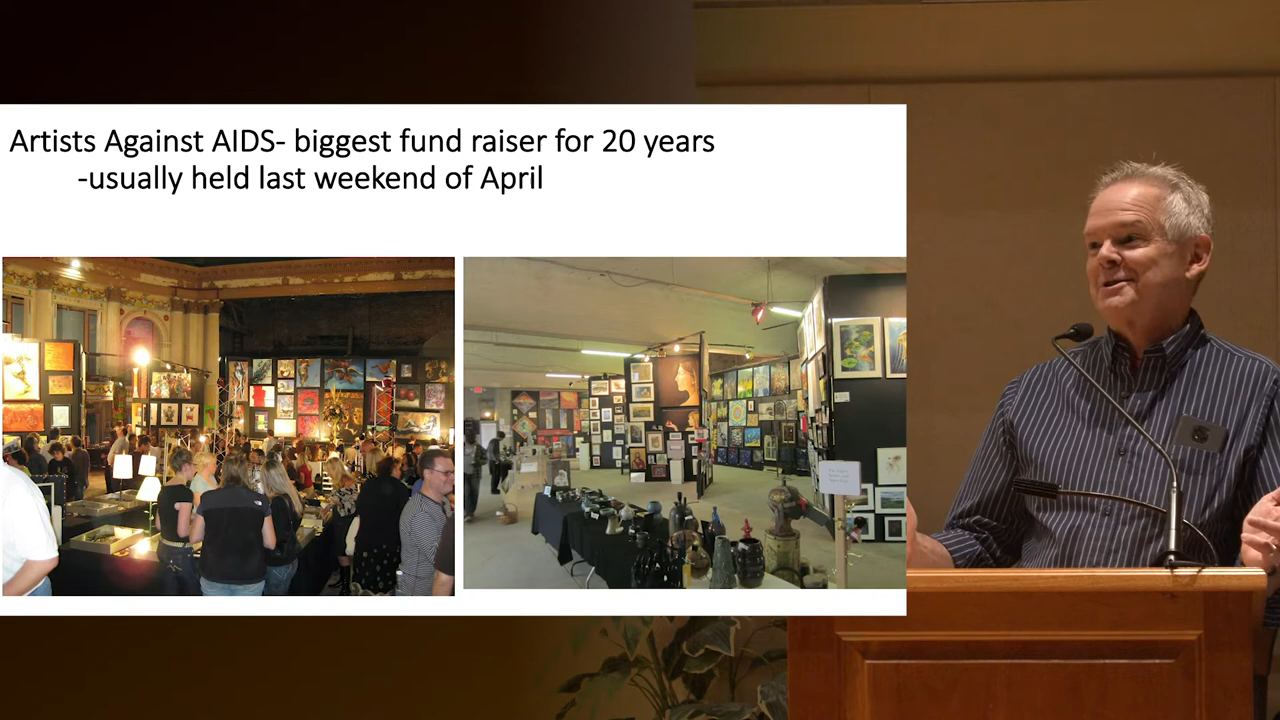 Artists Against AIDS- biggest fund raiser for 20 years
-usually held last weekend of April